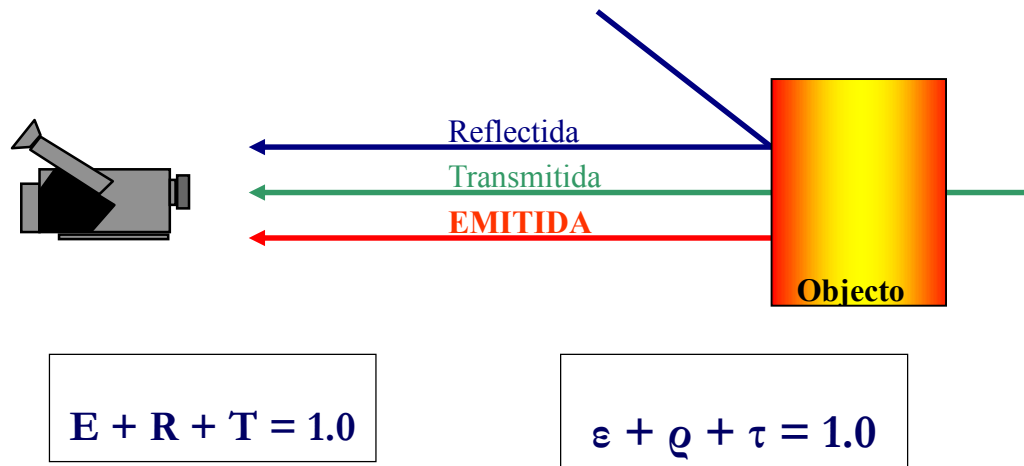 Reflectida
Transmitida
EMITIDA
Objecto
E + R + T = 1.0
ε + ϱ + τ = 1.0